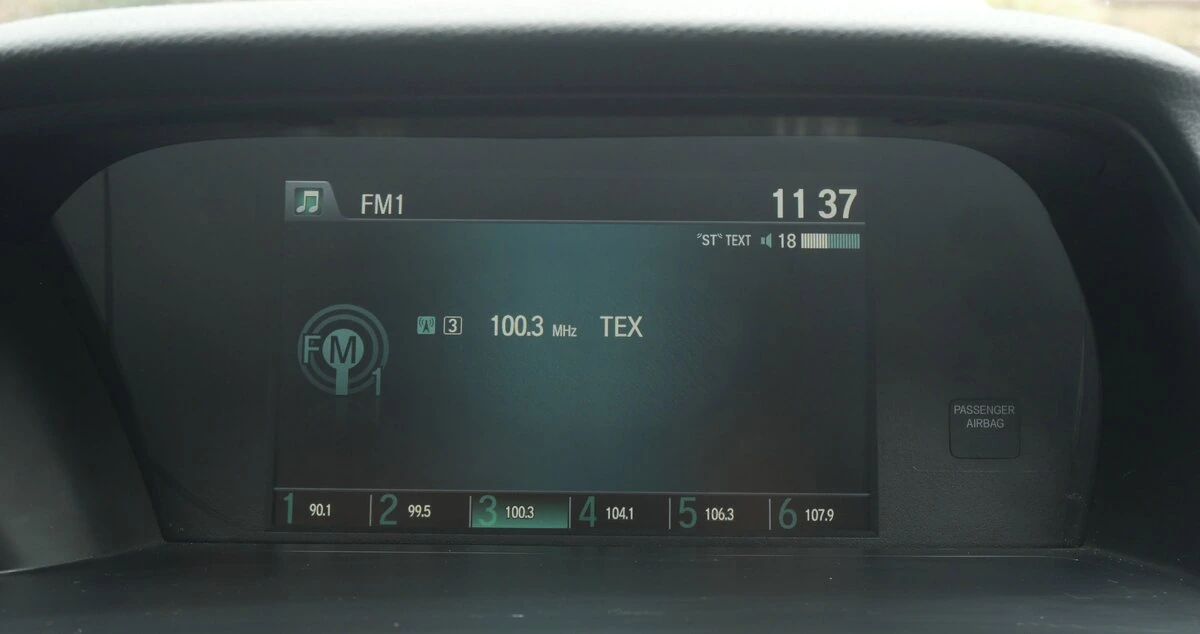 FM1 11 37
"ST" TEXT 18
3 100.3 MHz TEX
FM 1
PASSENGER
AIRBAG
1 90.1 2 99.5 3 100.3 4 104.1 5 106.3 6 107.9